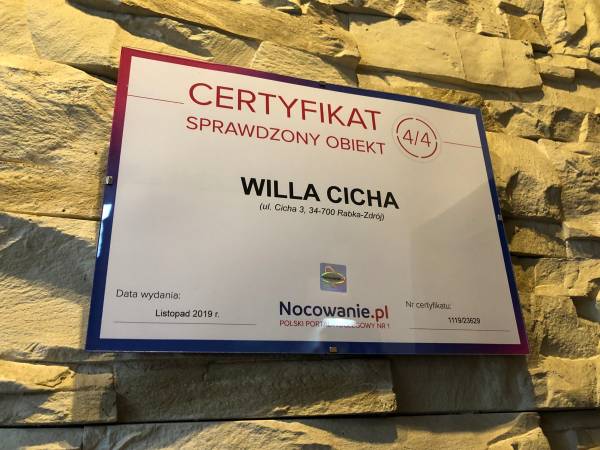 CERTYFIKAT
SPRAWDZONY OBIEKT
4/4
WILLA CICHA
(ul. Cicha 3, 34-700 Rabka-Zdrój)
Data wydania:
Listopad 2019 r.
Nocowanie.pl
POLSKI PORTAL NOCLEGOWY NR 1
Nr certyfikatu:
1119/23629